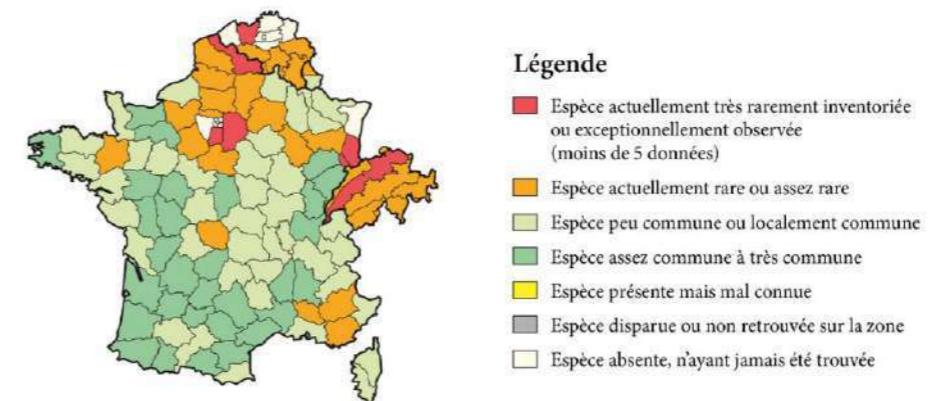 Légende
Espèce actuellement très rarement inventoriée
ou exceptionnellement observée
(moins de 5 données)
Espèce actuellement rare ou assez rare
Espèce peu commune ou localement commune
Espèce assez commune à très commune
Espèce présente mais mal connue
Espèce disparue ou non retrouvée sur la zone
Espèce absente, n'ayant jamais été trouvée